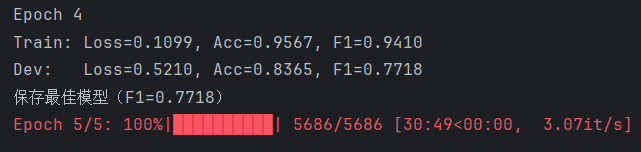 Epoch 4
Train: Loss=0.1099, Acc=0.9567, F1=0.9410
Dev:   Loss=0.5210, Acc=0.8365, F1=0.7718
保存最佳模型（F1=0.7718）
Epoch 5/5: 100%|██████████| 5686/5686 [30:49<00:00,  3.07it/s]